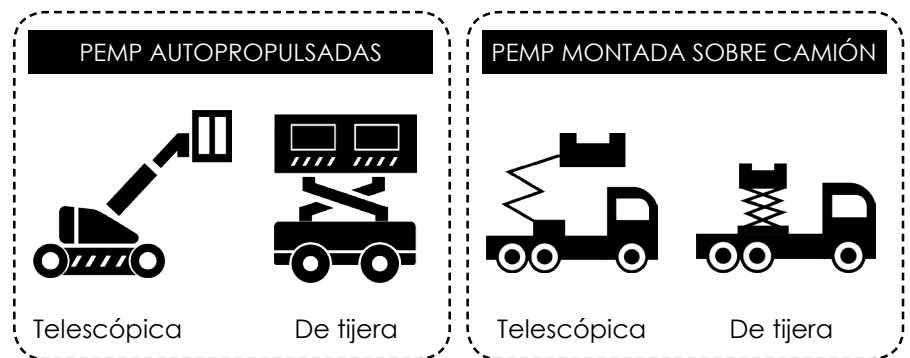 PEMP AUTOPROPULSADAS
Telescópica
De tijera
PEMP MONTADA SOBRE CAMIÓN
Telescópica
De tijera